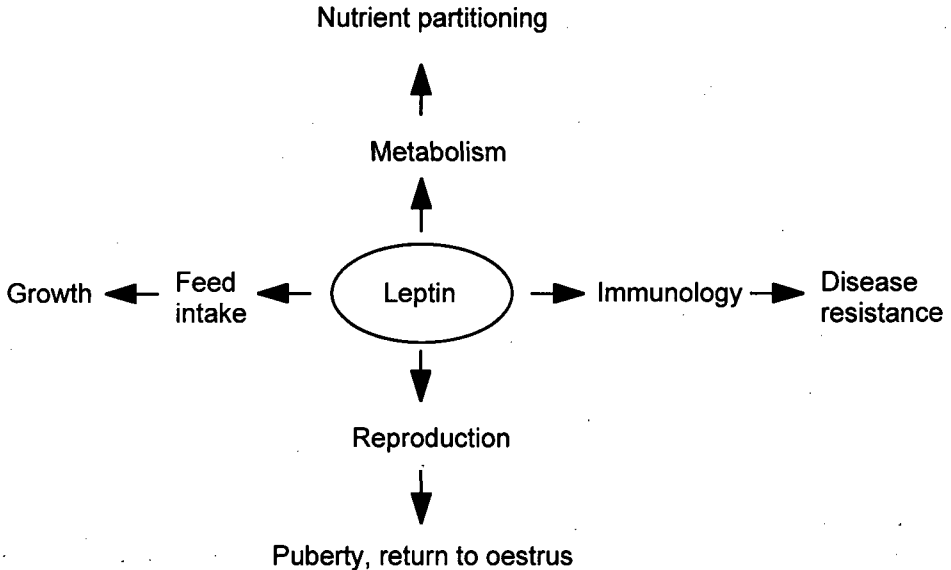 Nutrient partitioning
Metabolism
Growth
Feed
intake
Leptin
Immunology
Disease
resistance
Reproduction
Puberty, return to oestrus